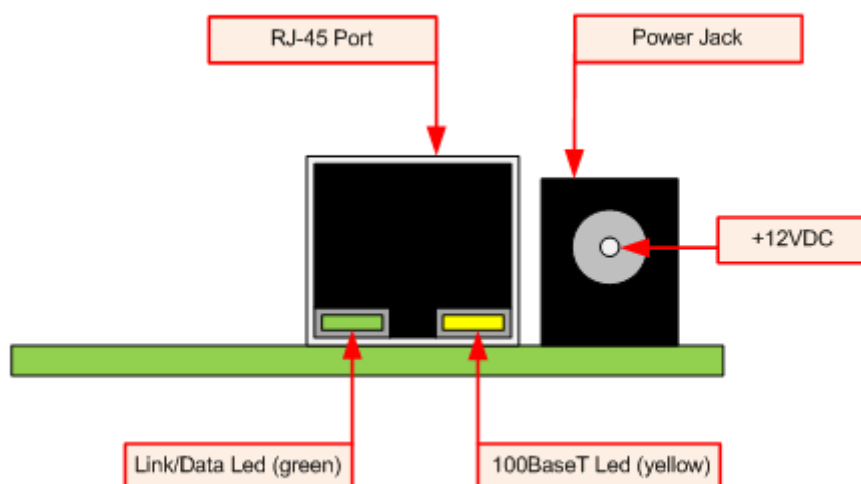 RJ-45 Port
Power Jack
+12VDC
Link/Data Led (green)
100BaseT Led (yellow)